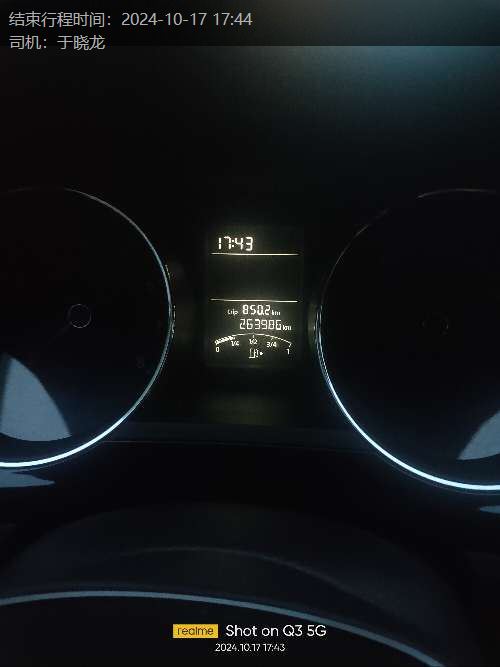 结束行程时间：2024-10-17 17:44
司机：于晓龙
17:43
trip 850.2 km
263986 km
0 1/4 1/2 3/4 1
realme Shot on Q3 5G
2024.10.17 17:43